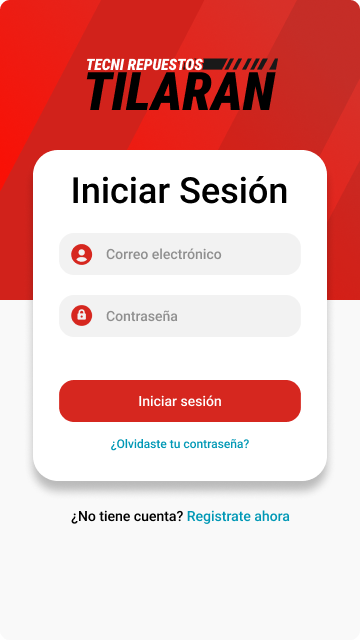 TECNI REPUESTOS
TILARAN
Iniciar Sesión
Correo electrónico
Contraseña
Iniciar sesión
¿Olvidaste tu contraseña?
¿No tiene cuenta? Registrate ahora